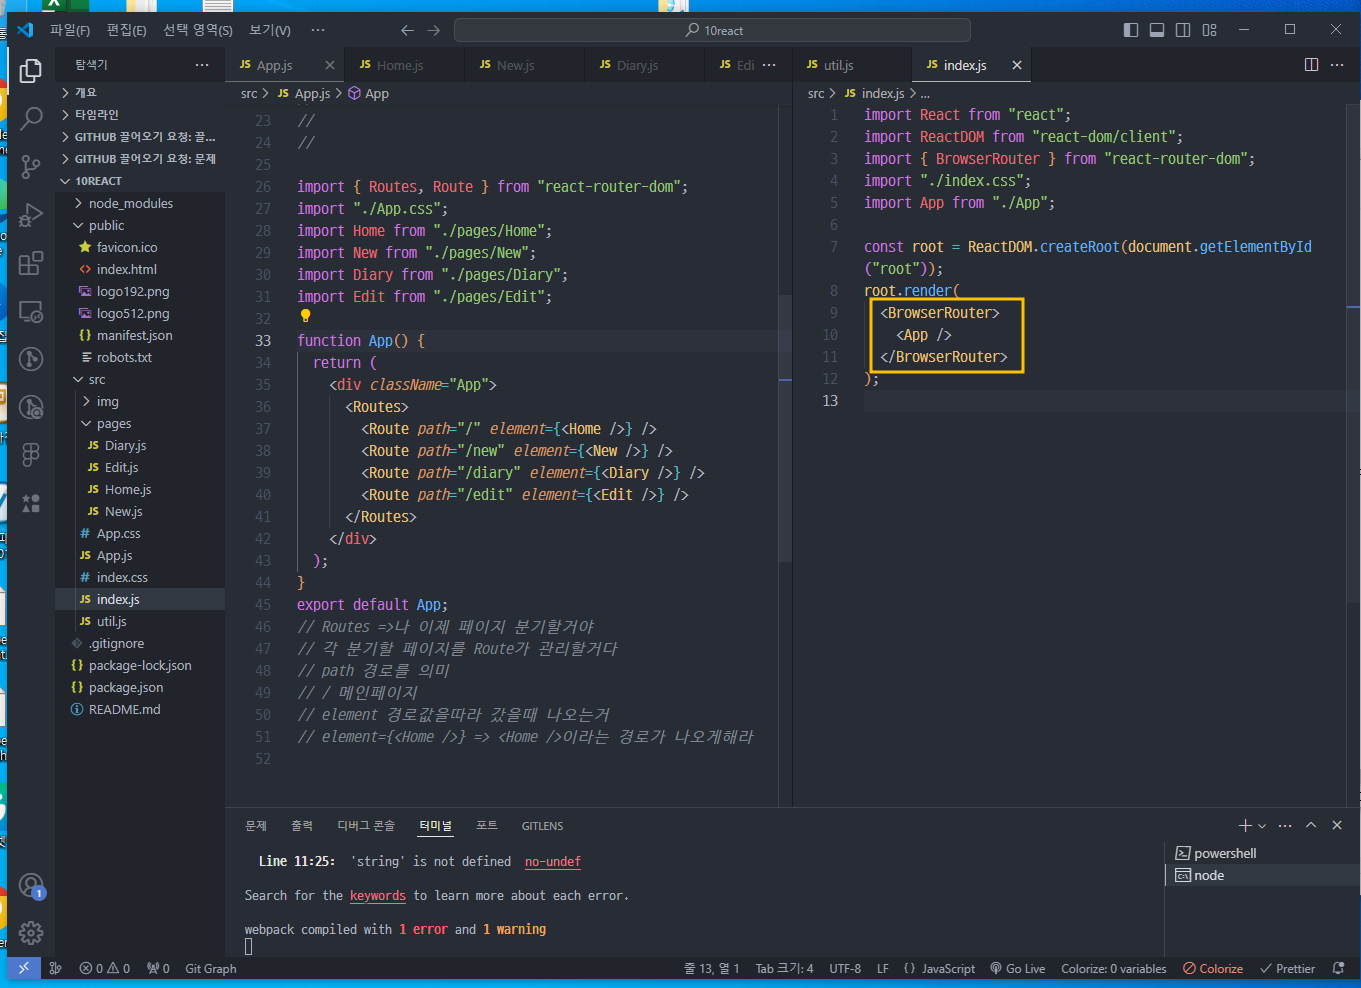 파일(F) 편집(E) 선택 영역(S) 보기(V) ··· 10react
탐색기 ···
개요
타임라인
GITHUB 끌어오기 요청: 끌...
GITHUB 끌어오기 요청: 문제
10REACT
node_modules
public
favicon.ico
index.html
logo192.png
logo512.png
manifest.json
robots.txt
src
img
pages
Diary.js
Edit.js
Home.js
New.js
App.css
App.js
index.css
index.js
util.js
.gitignore
package-lock.json
package.json
README.md
JS App.js JS Home.js JS New.js JS Diary.js JS Edi ···
src > JS App.js > App
23 //
24 //
25
26 import { Routes, Route } from "react-router-dom";
27 import "./App.css";
28 import Home from "./pages/Home";
29 import New from "./pages/New";
30 import Diary from "./pages/Diary";
31 import Edit from "./pages/Edit";
32
33 function App() {
34 return (
35 <div className="App">
36 <Routes>
37 <Route path="/" element={<Home />} />
38 <Route path="/new" element={<New />} />
39 <Route path="/diary" element={<Diary />} />
40 <Route path="/edit" element={<Edit />} />
41 </Routes>
42 </div>
43 );
44 }
45 export default App;
46 // Routes =>나 이제 페이지 분기할거야
47 // 각 분기할 페이지를 Route가 관리할거다
48 // path 경로를 의미
49 // / 메인페이지
50 // element 경로값을따라 갔을때 나오는거
51 // element={<Home />} => <Home />이라는 경로가 나오게해라
52
JS util.js JS index.js
src > JS index.js > ...
1 import React from "react";
2 import ReactDOM from "react-dom/client";
3 import { BrowserRouter } from "react-router-dom";
4 import "./index.css";
5 import App from "./App";
6
7 const root = ReactDOM.createRoot(document.getElementById
("root"));
8 root.render(
9 <BrowserRouter>
10 <App />
11 </BrowserRouter>
12 );
13
문제 출력 디버그 콘솔 터미널 포트 GITLENS
Line 11:25: 'string' is not defined no-undef
Search for the keywords to learn more about each error.
webpack compiled with 1 error and 1 warning
powershell
node
1
0 0 0 Git Graph 줄 13, 열 1 Tab 크기: 4 UTF-8 LF {} JavaScript Go Live Colorize: 0 variables Colorize Prettier